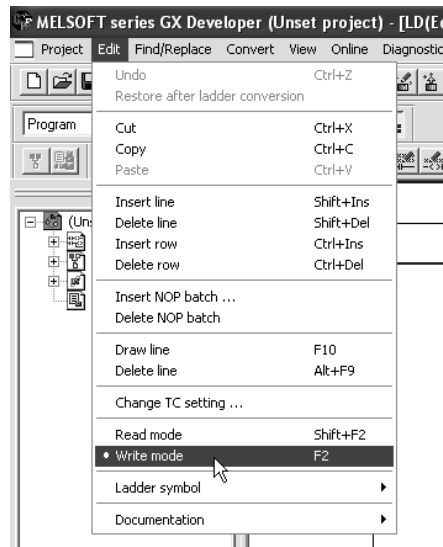 MELSOFT series GX Developer (Unset project) - [LD(E
Project Edit Find/Replace Convert View Online Diagnostic
Undo Ctrl+Z
Restore after ladder conversion
Program
Cut Ctrl+X
Copy Ctrl+C
Paste Ctrl+V
Insert line Shift+Ins
Delete line Shift+Del
(Un
Insert row Ctrl+Ins
Delete row Ctrl+Del
Insert NOP batch ...
Delete NOP batch
Draw line F10
Delete line Alt+F9
Change TC setting ...
Read mode Shift+F2
Write mode F2
Ladder symbol
Documentation